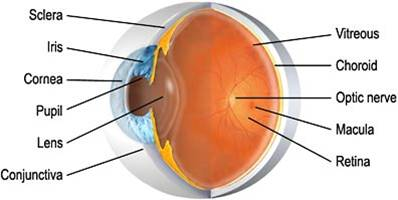 Sclera
Iris
Cornea
Pupil
Lens
Conjunctiva
Vitreous
Choroid
Optic nerve
Macula
Retina